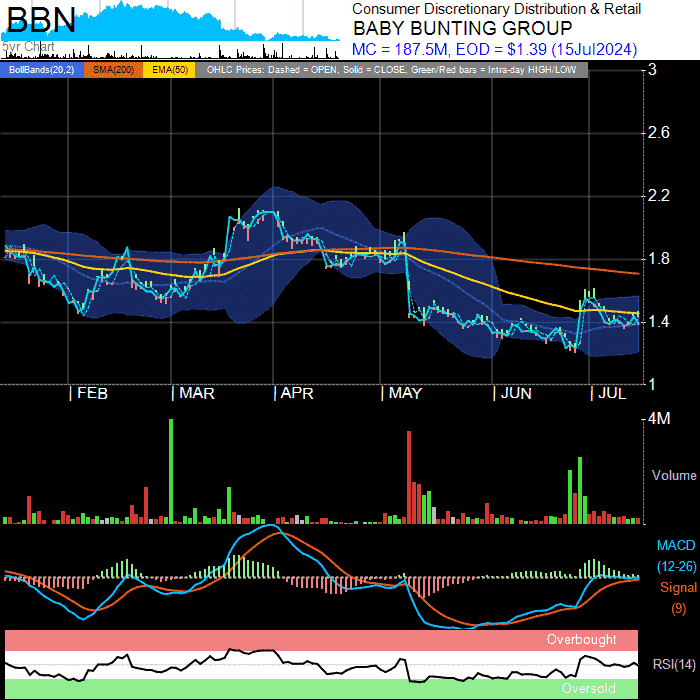 BBN
5yr Chart
Consumer Discretionary Distribution & Retail
BABY BUNTING GROUP
MC = 187.5M, EOD = $1.39 (15Jul2024)
BollBands(20,2) SMA(200) EMA(50) OHLC Prices: Dashed = OPEN, Solid = CLOSE, Green/Red bars = Intra-day HIGH/LOW
3
2.6
2.2
1.8
1.4
1
| FEB | MAR | APR | MAY | JUN | JUL
4M
Volume
MACD
(12-26)
Signal
(9)
Overbought
RSI(14)
Oversold